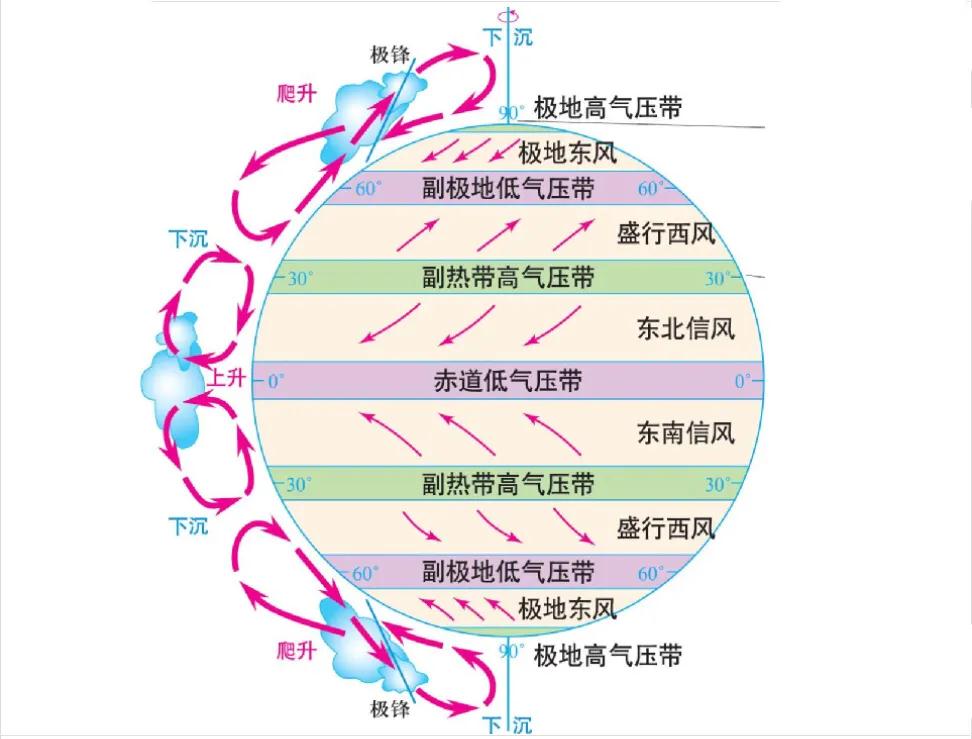 下 沉
极锋
爬升
90° 极地高气压带
极地东风
60° 副极地低气压带 60°
盛行西风
下沉
30° 副热带高气压带 30°
东北信风
上升 0° 赤道低气压带 0°
东南信风
30° 副热带高气压带 30°
下沉
盛行西风
60° 副极地低气压带 60°
极地东风
爬升
90° 极地高气压带
极锋
下 沉